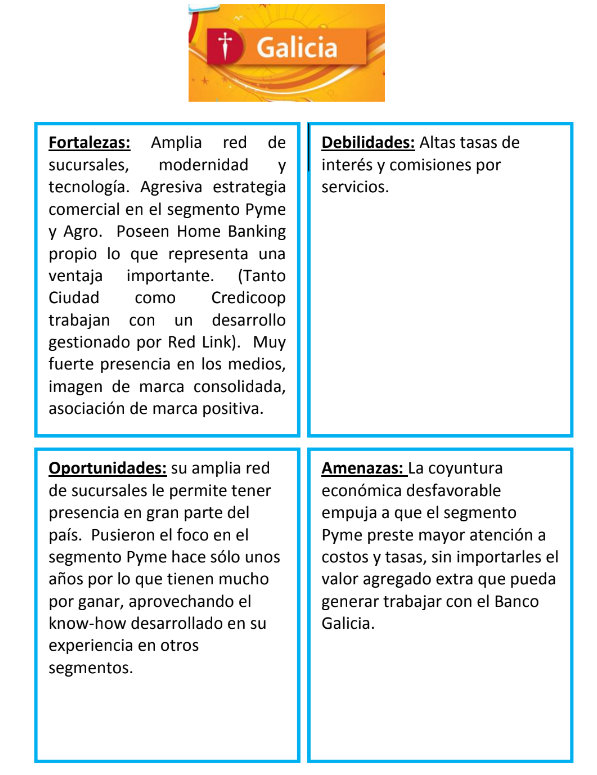 Galicia
Fortalezas: Amplia red de
sucursales, modernidad y
tecnología. Agresiva estrategia
comercial en el segmento Pyme
y Agro. Poseen Home Banking
propio lo que representa una
ventaja importante. (Tanto
Ciudad como Credicoop
trabajan con un desarrollo
gestionado por Red Link). Muy
fuerte presencia en los medios,
imagen de marca consolidada,
asociación de marca positiva.
Debilidades: Altas tasas de
interés y comisiones por
servicios.
Oportunidades: su amplia red
de sucursales le permite tener
presencia en gran parte del
país. Pusieron el foco en el
segmento Pyme hace sólo unos
años por lo que tienen mucho
por ganar, aprovechando el
know-how desarrollado en su
experiencia en otros
segmentos.
Amenazas: La coyuntura
económica desfavorable
empuja a que el segmento
Pyme preste mayor atención a
costos y tasas, sin importarles el
valor agregado extra que pueda
generar trabajar con el Banco
Galicia.